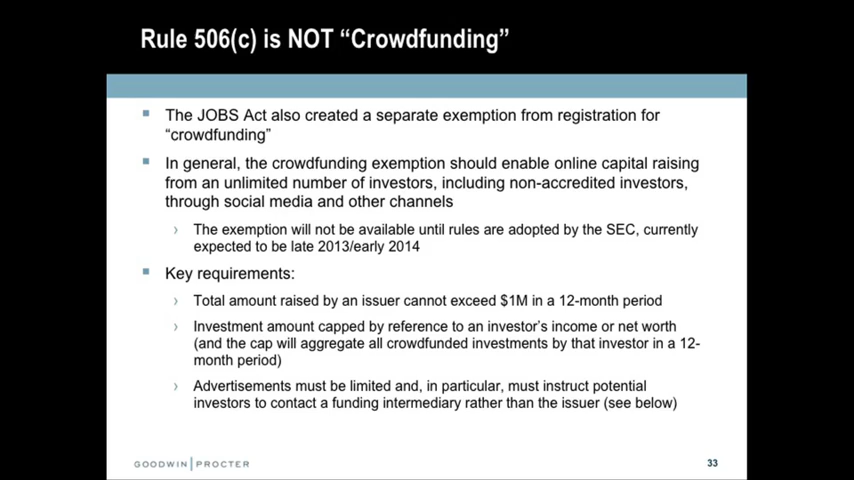 Rule 506(c) is NOT “Crowdfunding”
The JOBS Act also created a separate exemption from registration for
“crowdfunding”
In general, the crowdfunding exemption should enable online capital raising
from an unlimited number of investors, including non-accredited investors,
through social media and other channels
› The exemption will not be available until rules are adopted by the SEC, currently
expected to be late 2013/early 2014
Key requirements:
› Total amount raised by an issuer cannot exceed $1M in a 12-month period
› Investment amount capped by reference to an investor’s income or net worth
(and the cap will aggregate all crowdfunded investments by that investor in a 12-
month period)
› Advertisements must be limited and, in particular, must instruct potential
investors to contact a funding intermediary rather than the issuer (see below)
GOODWIN | PROCTER
33